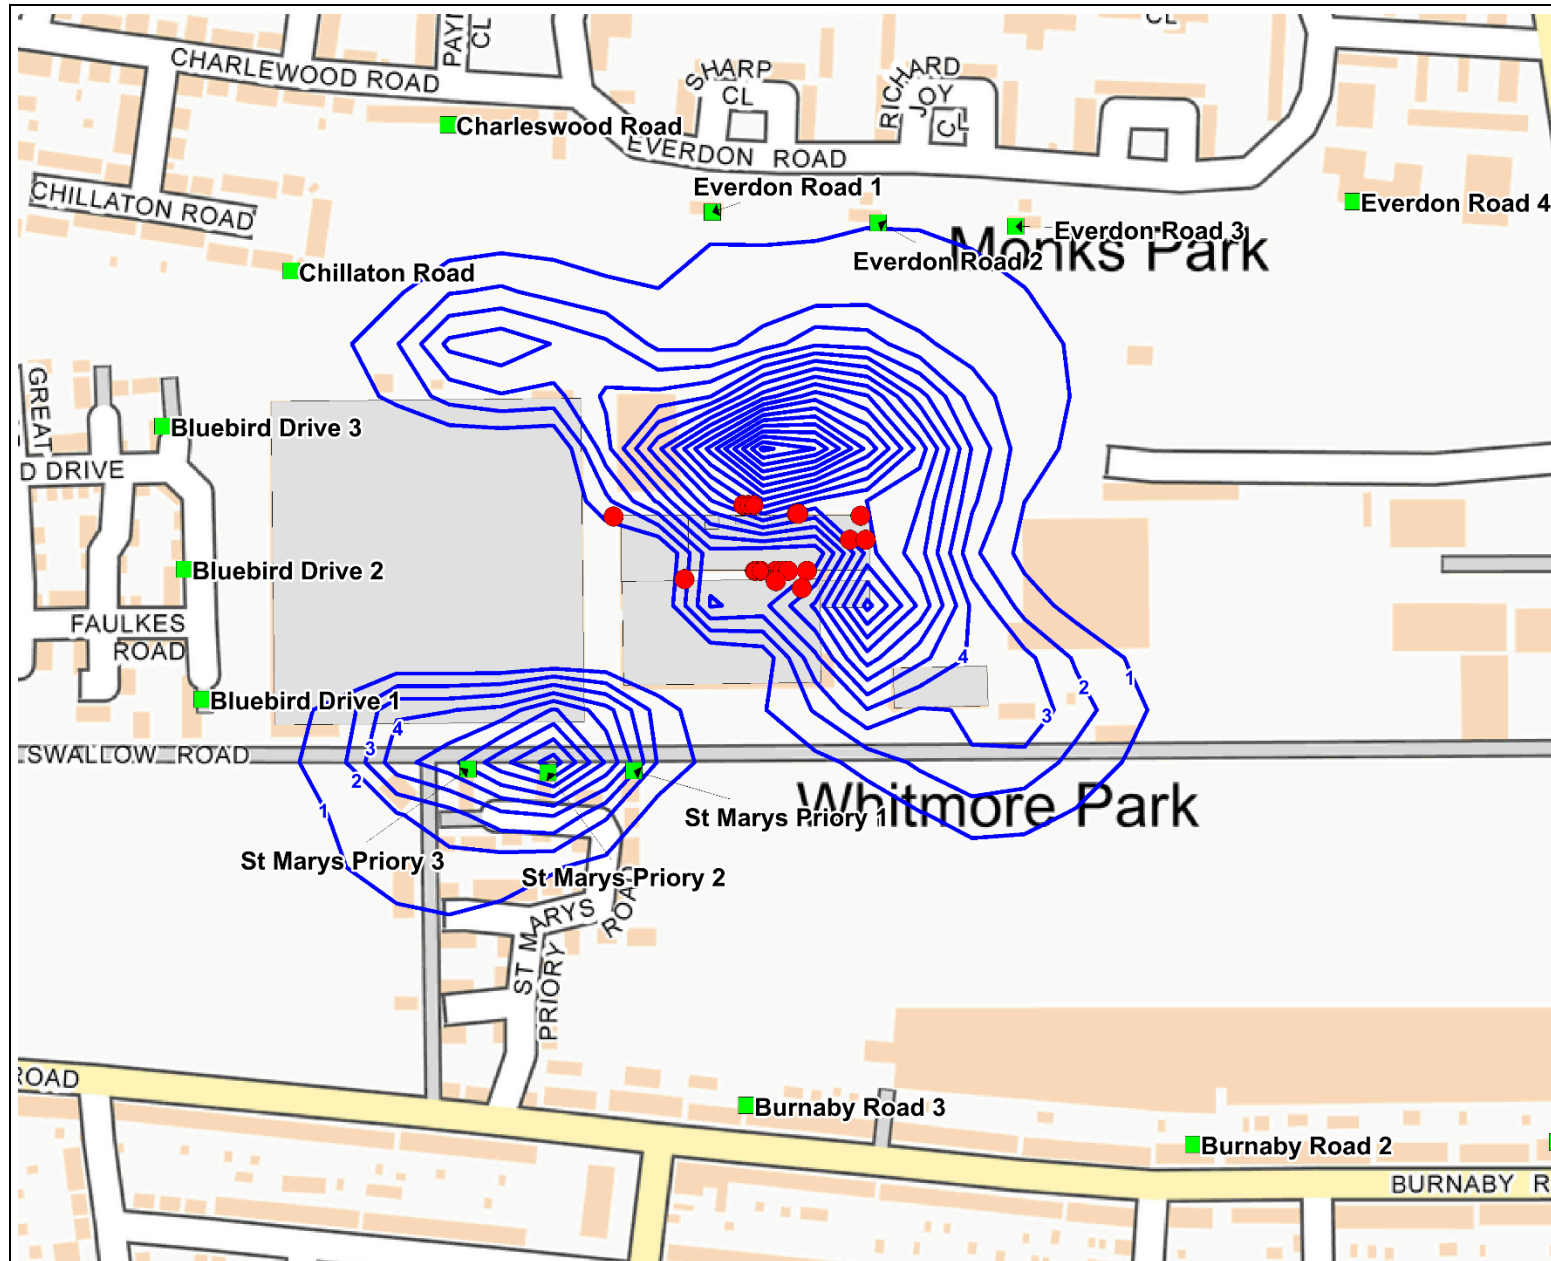 CL
PAYN
CL
CHARLEWOOD ROAD
SHARP
CL
RICHARD
JOY
CL
Charleswood Road
EVERDON ROAD
CHILLATON ROAD
Everdon Road 1
Everdon Road 4
Everdon Road 3
Monks Park
Everdon Road 2
Chillaton Road
GREAT
Bluebird Drive 3
D DRIVE
Bluebird Drive 2
FAULKES
ROAD
4
1
2
3
Bluebird Drive 1
4
3
2
1
SWALLOW ROAD
Whitmore Park
St Marys Priory 1
St Marys Priory 3
St Marys Priory 2
ST MARYS
PRIORY
ROAD
ROAD
Burnaby Road 3
Burnaby Road 2
BURNABY R